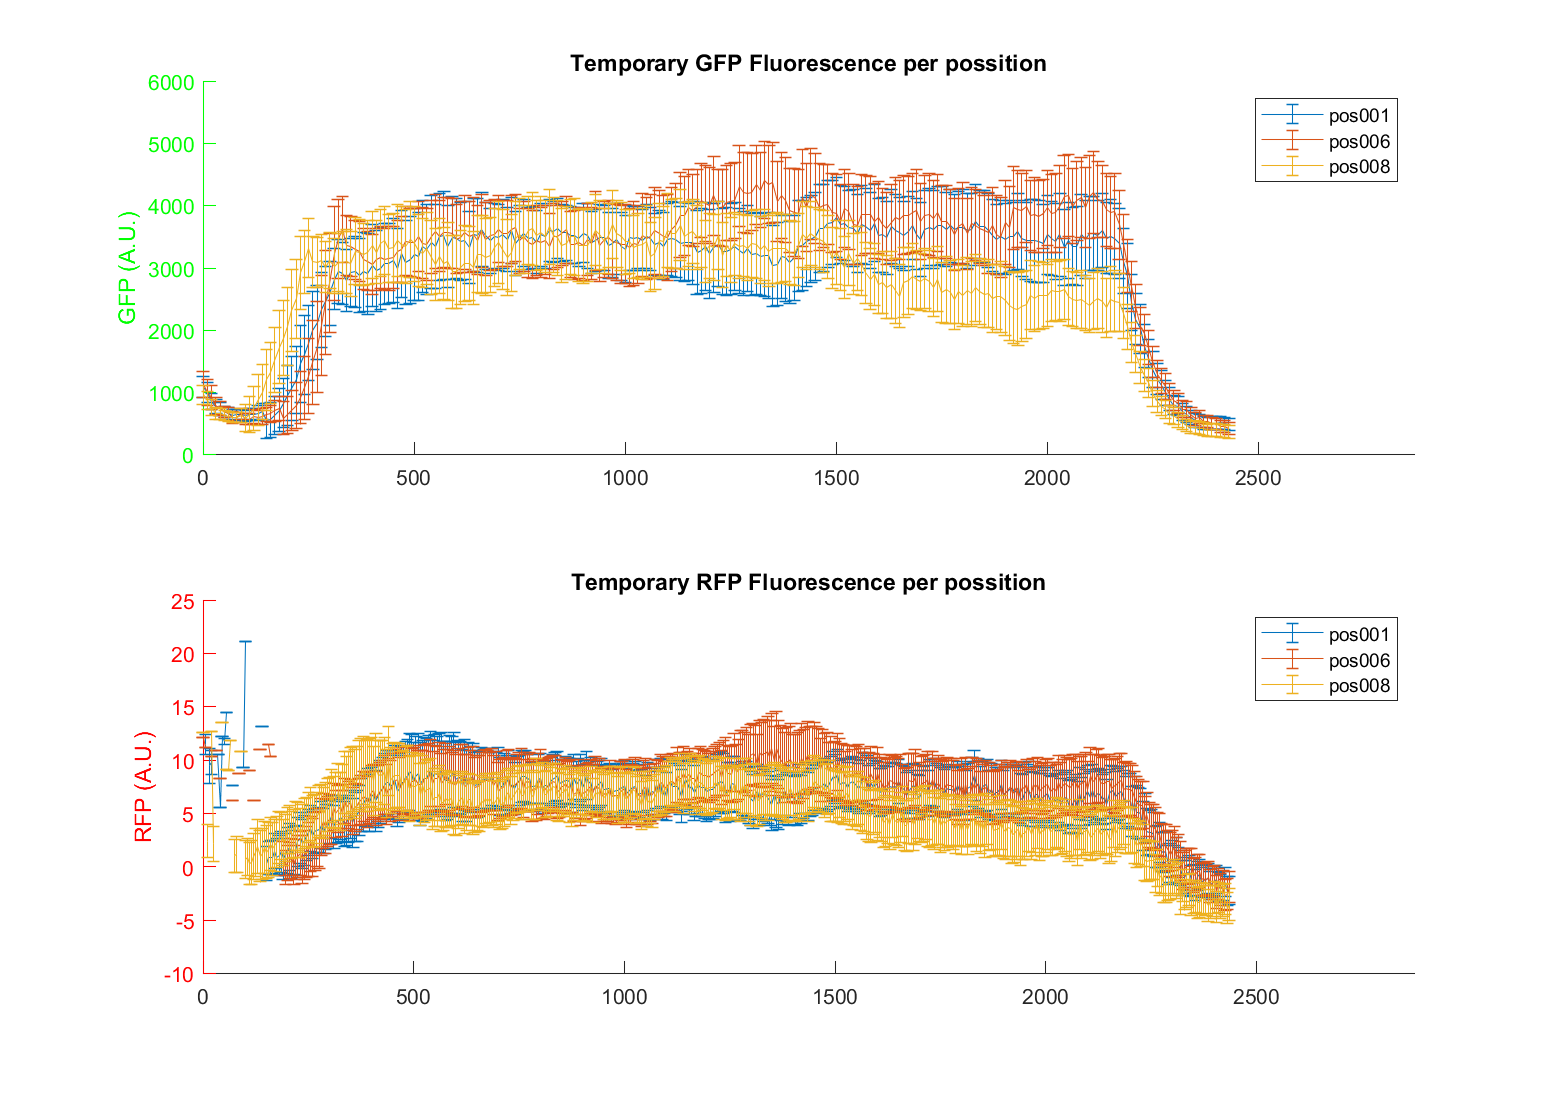 Temporary GFP Fluorescence per possition
GFP (A.U.)
6000
5000
4000
3000
2000
1000
0
0 500 1000 1500 2000 2500
pos001
pos006
pos008
Temporary RFP Fluorescence per possition
RFP (A.U.)
25
20
15
10
5
0
-5
-10
0 500 1000 1500 2000 2500
pos001
pos006
pos008